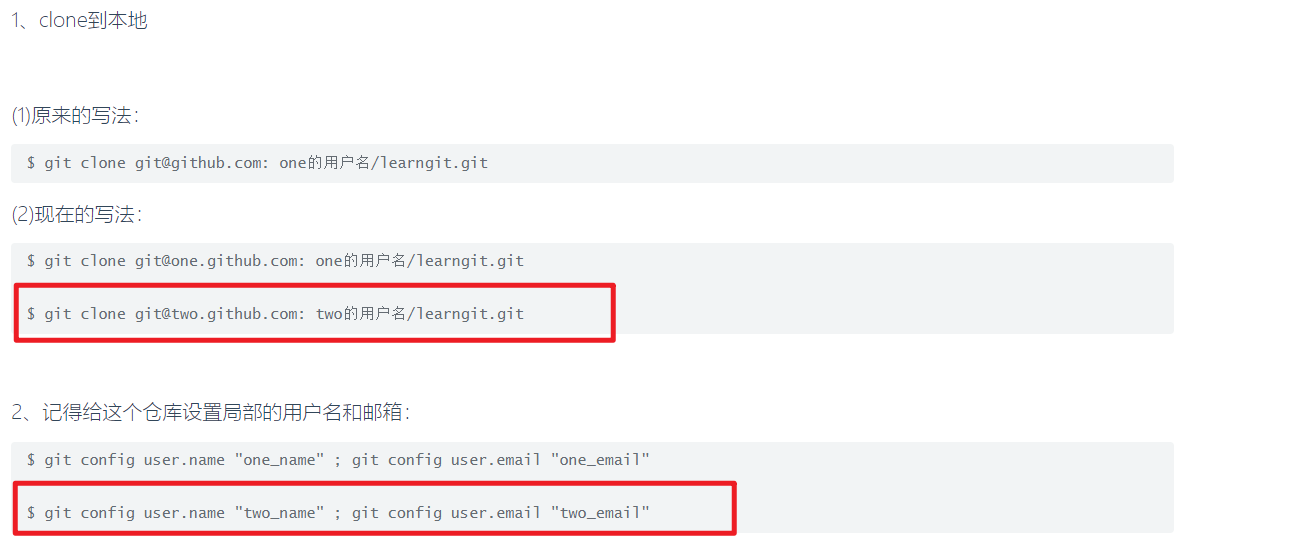 1、clone到本地
(1)原来的写法：
$ git clone git@github.com: one的用户名/learngit.git
(2)现在的写法：
$ git clone git@one.github.com: one的用户名/learngit.git
$ git clone git@two.github.com: two的用户名/learngit.git
2、记得给这个仓库设置局部的用户名和邮箱：
$ git config user.name "one_name" ; git config user.email "one_email"
$ git config user.name "two_name" ; git config user.email "two_email"